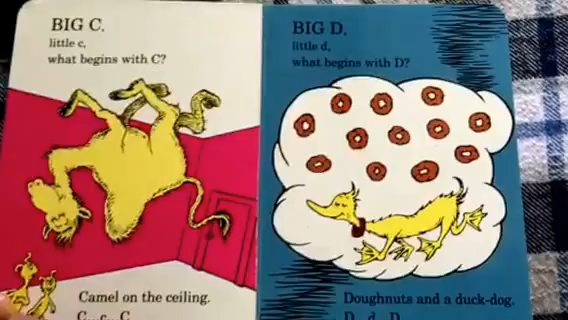 BIG C,
little c,
what begins with C?
Camel on the ceiling.
C....c....C
BIG D,
little d,
what begins with D?
Doughnuts and a duck-dog.
D....d....D